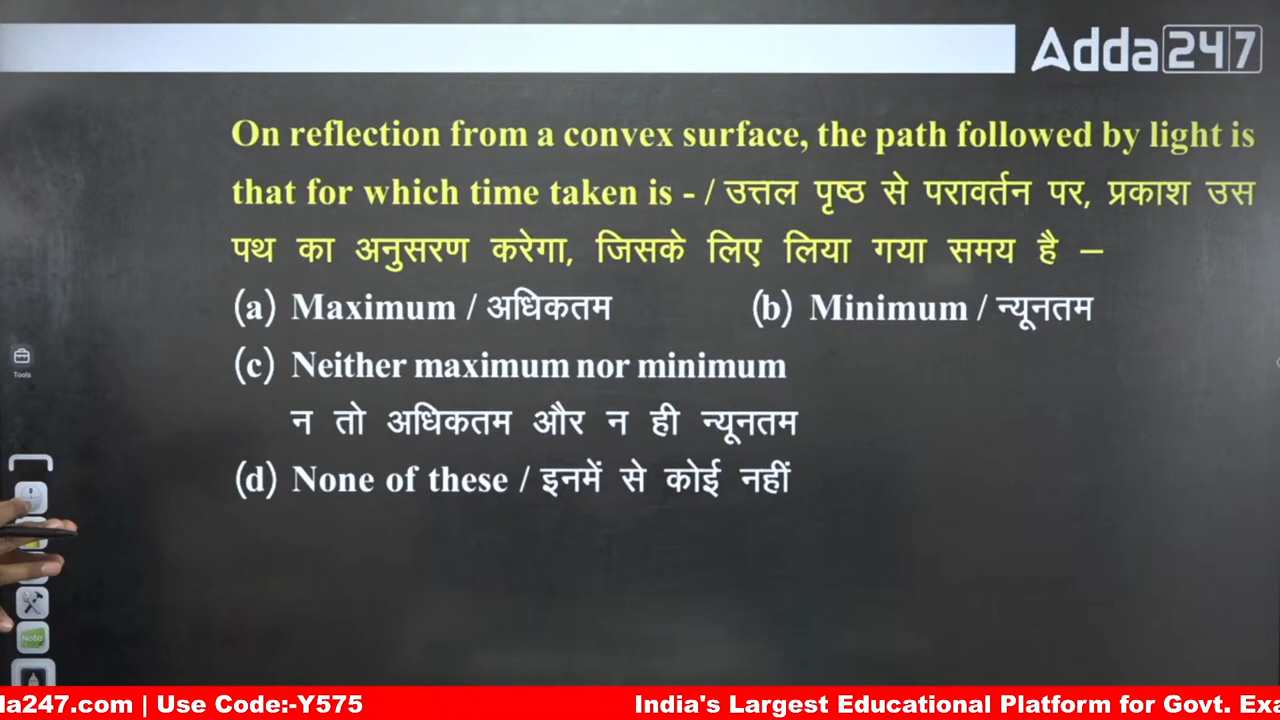 Adda247
On reflection from a convex surface, the path followed by light is
that for which time taken is - / उत्तल पृष्ठ से परावर्तन पर, प्रकाश उस
पथ का अनुसरण करेगा, जिसके लिए लिया गया समय है –
(a) Maximum / अधिकतम (b) Minimum / न्यूनतम
(c) Neither maximum nor minimum
न तो अधिकतम और न ही न्यूनतम
(d) None of these / इनमें से कोई नहीं
Tools
Note
da247.com | Use Code:-Y575 India's Largest Educational Platform for Govt. Exa